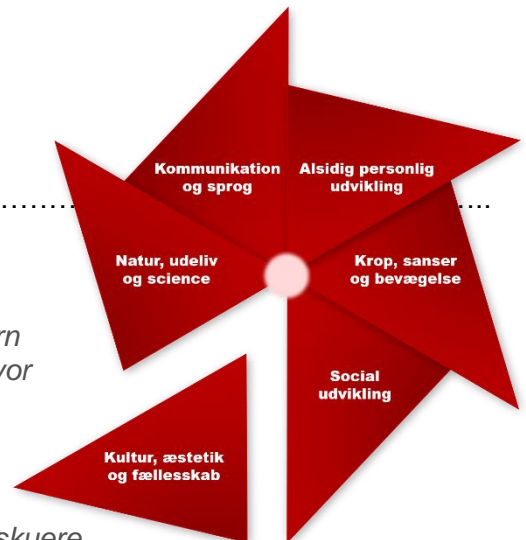 Kommunikation
og sprog
Alsidig personlig
udvikling
Natur, udeliv
og science
Krop, sanser
og bevægelse
Social
udvikling
Kultur, æstetik
og fællesskab